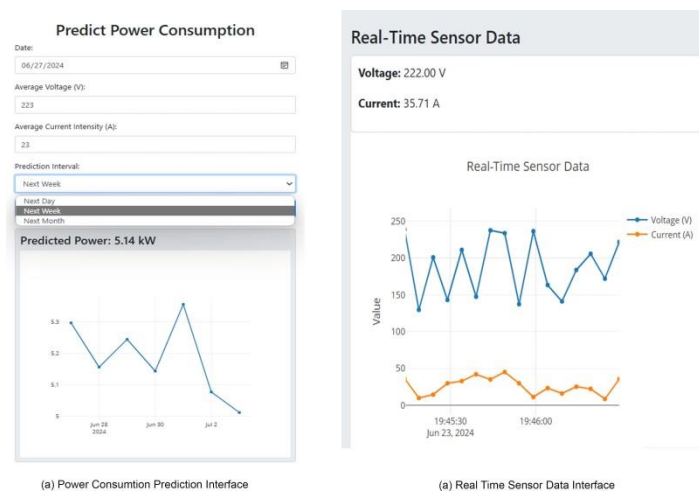 Predict Power Consumption
Date:
06/27/2024
Average Voltage (V):
223
Average Current Intensity (A):
23
Prediction Interval:
Next Week
Next Day
Next Week
Next Month
Predicted Power: 5.14 kW
5.3
5.2
5.1
5
Jun 28
2024
Jun 30
Jul 2
(a) Power Consumtion Prediction Interface
Real-Time Sensor Data
Voltage: 222.00 V
Current: 35.71 A
Real-Time Sensor Data
250
200
150
100
50
0
Value
Voltage (V)
Current (A)
19:45:30
Jun 23, 2024
19:46:00
(a) Real Time Sensor Data Interface